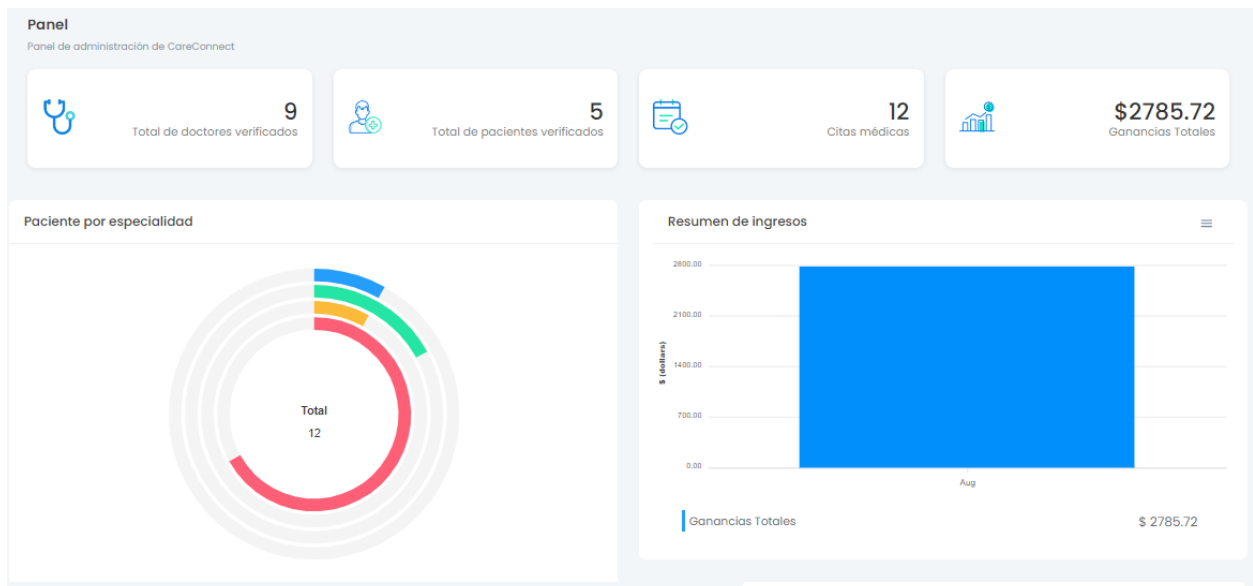 Panel
Panel de administración de CareConnect
9
Total de doctores verificados
5
Total de pacientes verificados
12
Citas médicas
$2785.72
Ganancias Totales
Paciente por especialidad
Total
12
Resumen de ingresos
$ (dollars)
2800.00
2100.00
1400.00
700.00
0.00
Aug
Ganancias Totales
$ 2785.72